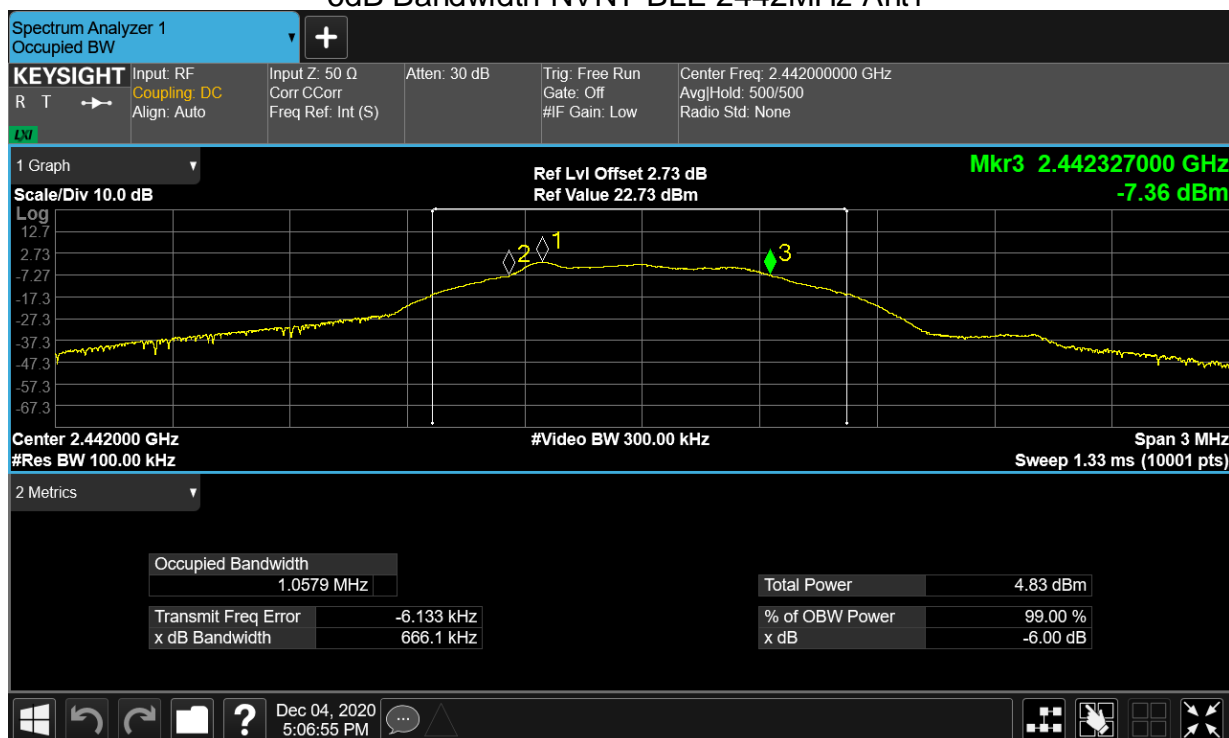 6dB Bandwidth NVNT BLE 2442MHz Ant1
Spectrum Analyzer 1
Occupied BW
KEYSIGHT
R T
LXI
Input: RF
Coupling: DC
Align: Auto
Input Z: 50 Ω
Corr CCorr
Freq Ref: Int (S)
Atten: 30 dB
Trig: Free Run
Gate: Off
#IF Gain: Low
Center Freq: 2.442000000 GHz
Avg|Hold: 500/500
Radio Std: None
1 Graph
Scale/Div 10.0 dB
Ref Lvl Offset 2.73 dB
Ref Value 22.73 dBm
Mkr3 2.442327000 GHz
-7.36 dBm
Log
12.7
2.73
-7.27
-17.3
-27.3
-37.3
-47.3
-57.3
-67.3
2
1
3
Center 2.442000 GHz
#Video BW 300.00 kHz
Span 3 MHz
#Res BW 100.00 kHz
Sweep 1.33 ms (10001 pts)
2 Metrics
Occupied Bandwidth
1.0579 MHz
Total Power 4.83 dBm
Transmit Freq Error -6.133 kHz
% of OBW Power 99.00 %
x dB Bandwidth 666.1 kHz
x dB -6.00 dB
?
Dec 04, 2020
5:06:55 PM